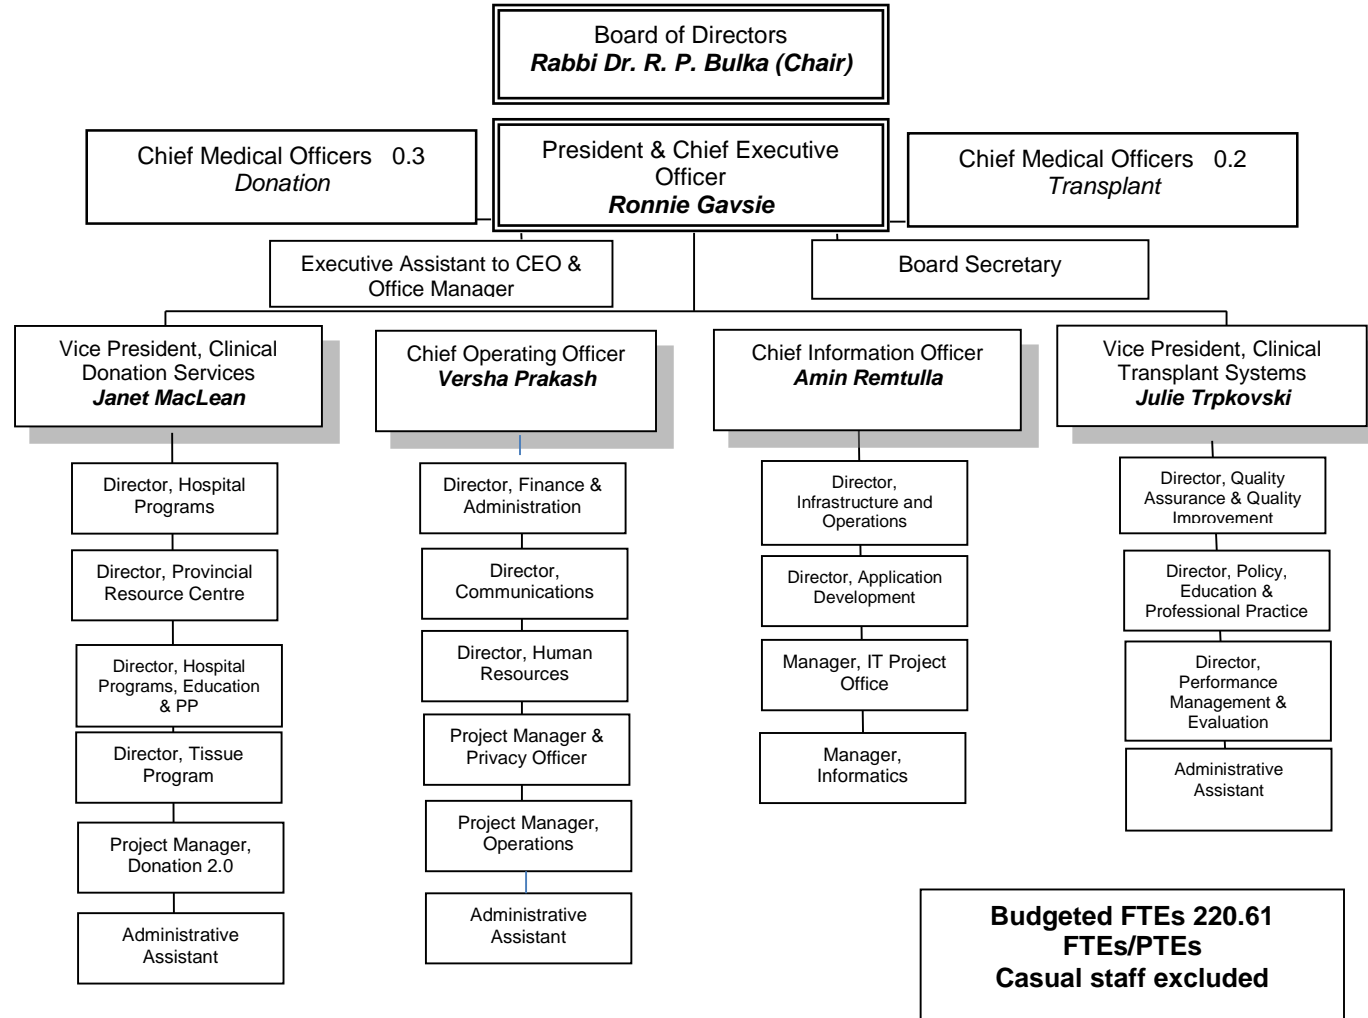 Board of Directors
Rabbi Dr. R. P. Bulka (Chair)
Chief Medical Officers 0.3
Donation
President & Chief Executive
Officer
Ronnie Gavsie
Chief Medical Officers 0.2
Transplant
Executive Assistant to CEO &
Office Manager
Board Secretary
Vice President, Clinical
Donation Services
Janet MacLean
Chief Operating Officer
Versha Prakash
Chief Information Officer
Amin Remtulla
Vice President, Clinical
Transplant Systems
Julie Trpkovski
Director, Hospital
Programs
Director, Provincial
Resource Centre
Director, Hospital
Programs, Education
& PP
Director, Tissue
Program
Project Manager,
Donation 2.0
Administrative
Assistant
Director, Finance &
Administration
Director,
Communications
Director, Human
Resources
Project Manager &
Privacy Officer
Project Manager,
Operations
Administrative
Assistant
Director,
Infrastructure and
Operations
Director, Application
Development
Manager, IT Project
Office
Manager,
Informatics
Director, Quality
Assurance & Quality
Improvement
Director, Policy,
Education &
Professional Practice
Director,
Performance
Management &
Evaluation
Administrative
Assistant
Budgeted FTEs 220.61
FTEs/PTEs
Casual staff excluded